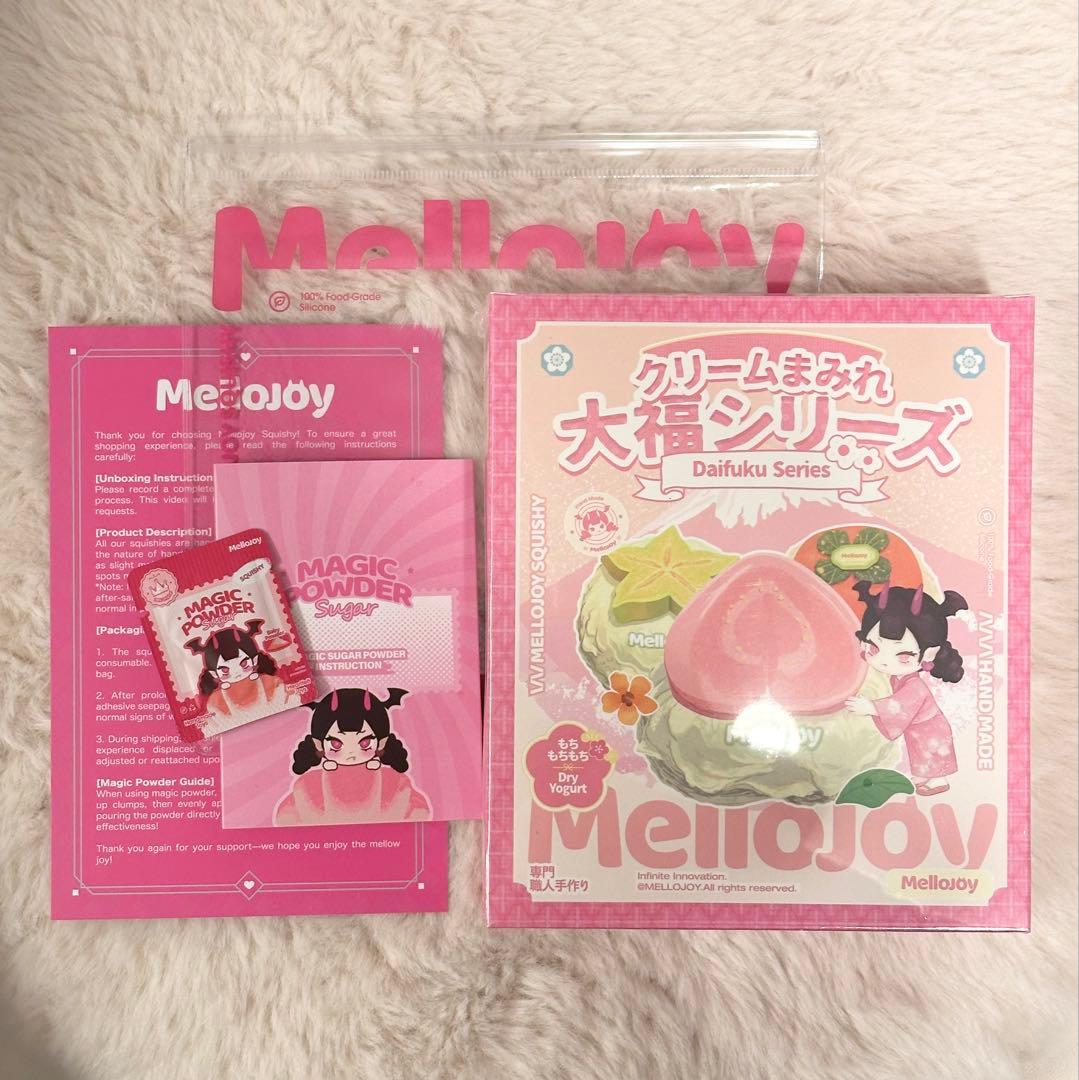 Mellojoy
100% Food-Grade
Silicone
Mellojoy
Thank you for choosing Mellojoy Squishy! To ensure a great
shopping experience, please read the following instructions
carefully:
[Unboxing Instruction
Please record a complete
process. This video will
requests.
[Product Description]
All our squishies are
the nature of
as slight
spots
*Note:
after-sa
normal in
[Packagi
1. The squ
consumable.
bag.
2. After prolo
adhesive seepag
normal signs of w
3. During shipping,
experience displaced or
adjusted or reattached upo
[Magic Powder Guide]
When using magic powder,
up clumps, then evenly ap
pouring the powder directly
effectiveness!
Thank you again for your support—we hope you enjoy the mellow
joy!
MAGIC
POWDER
Sugar
MAGIC SUGAR POWDER
INSTRUCTION
Mellojoy
SQUISHY
MAGIC
POWDER
Sugar
クリームまみれ
大福シリーズ
Daifuku Series
Mellojoy
\/\/\/MELLOJOY SQUISHY
/\/\/\HAND MADE
Mellojoy
Mello
Mellojoy
もち
もちもち
Dry
Yogurt
Mellojoy
専門
職人手作り
Infinite Innovation.
@MELLOJOY.All rights reserved.
Mellojoy